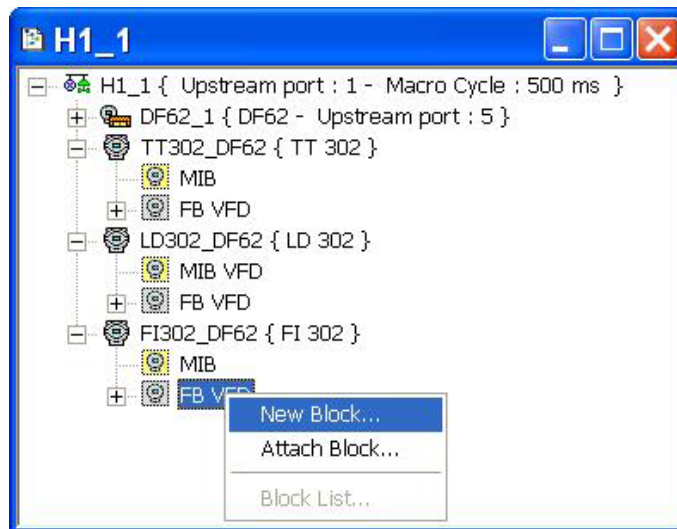 H1_1
H1_1 { Upstream port : 1 - Macro Cycle : 500 ms }
DF62_1 { DF62 - Upstream port : 5 }
TT302_DF62 { TT 302 }
MIB
FB VFD
LD302_DF62 { LD 302 }
MIB VFD
FB VFD
FI302_DF62 { FI 302 }
MIB
FB VFD
New Block...
Attach Block...
Block List...